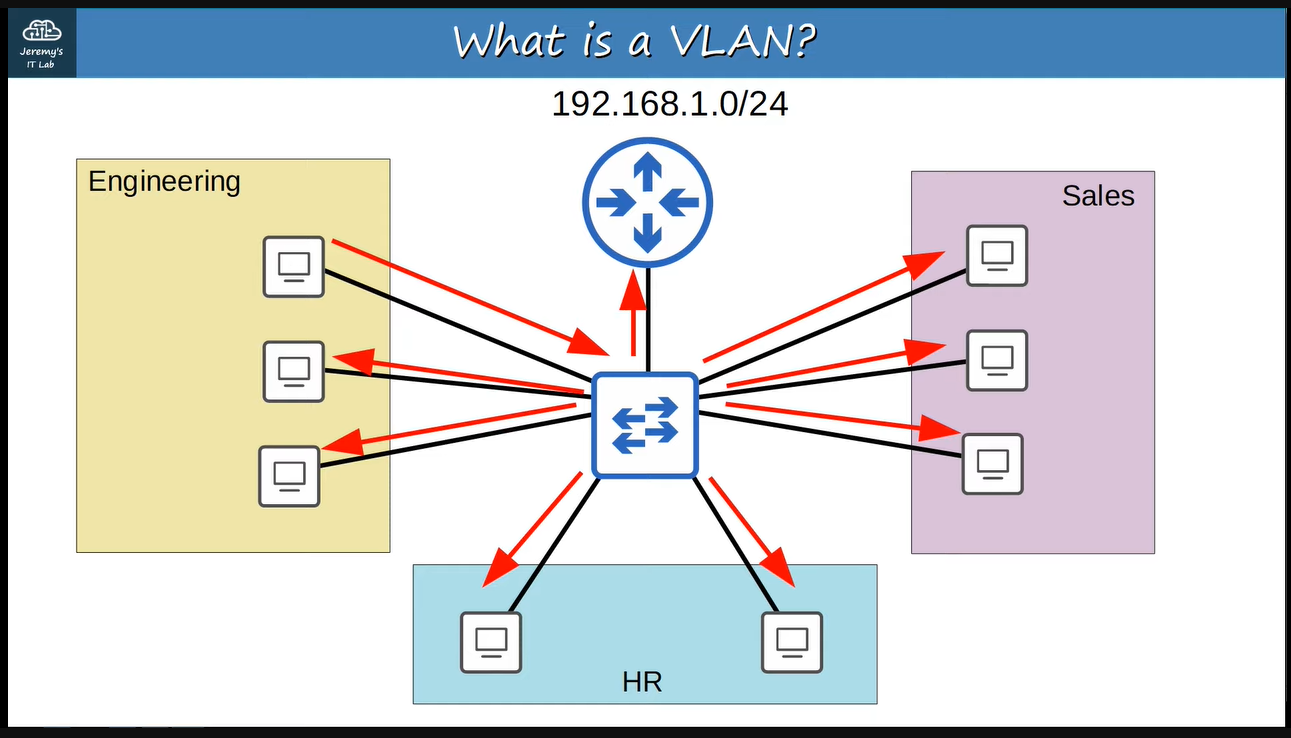 Jeremy's
IT Lab
What is a VLAN?
192.168.1.0/24
Engineering
Sales
HR